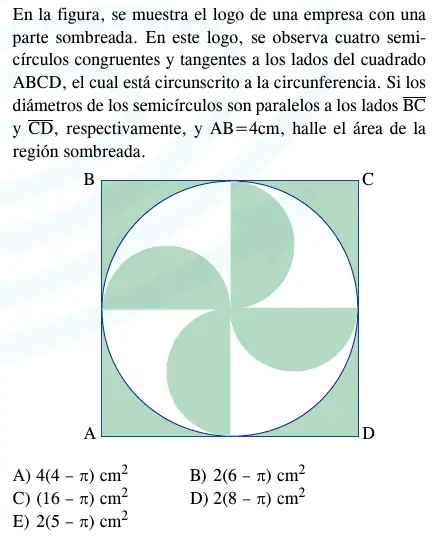 En la figura, se muestra el logo de una empresa con una
parte sombreada. En este logo, se observa cuatro semi-
círculos congruentes y tangentes a los lados del cuadrado
ABCD, el cual está circunscrito a la circunferencia. Si los
diámetros de los semicírculos son paralelos a los lados BC
y CD, respectivamente, y AB=4cm, halle el área de la
región sombreada.
B C
A D
A) 4(4 – π) cm² B) 2(6 – π) cm²
C) (16 – π) cm² D) 2(8 – π) cm²
E) 2(5 – π) cm²